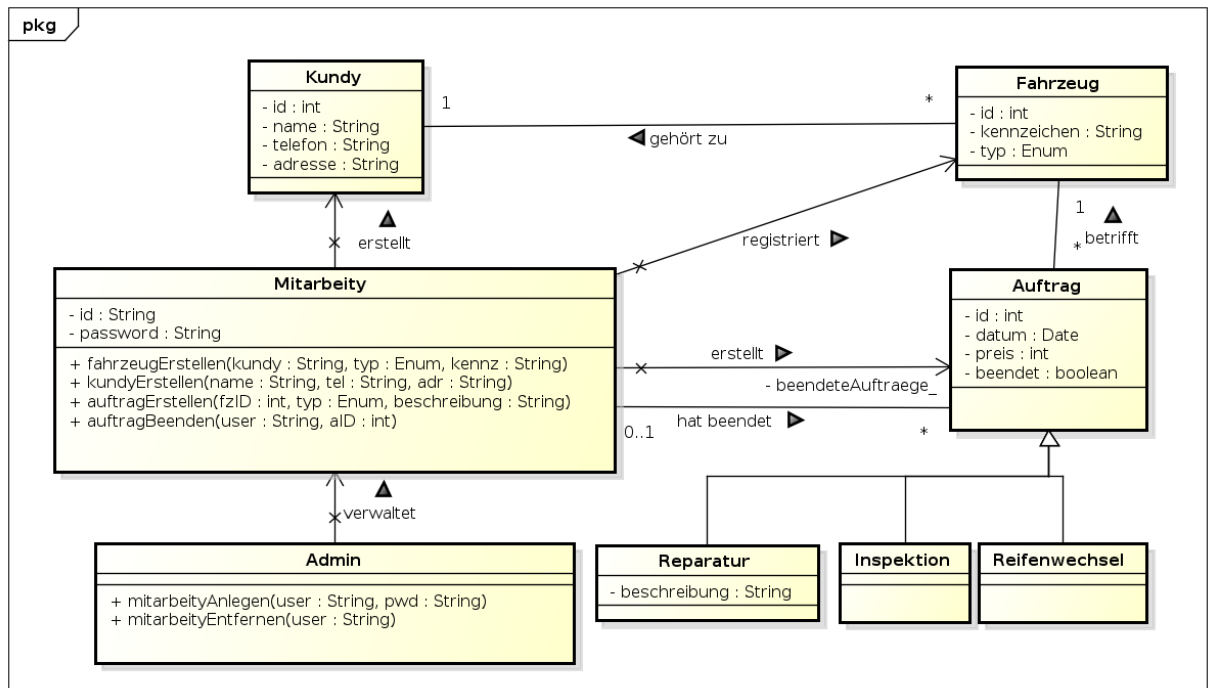 pkg
Kundy
- id : int
- name : String
- telefon : String
- adresse : String
1
*
gehört zu
Fahrzeug
- id : int
- kennzeichen : String
- typ : Enum
erstellt
registriert
1
betrifft
*
Mitarbeity
- id : String
- password : String
+ fahrzeugErstellen(kundy : String, typ : Enum, kennz : String)
+ kundyErstellen(name : String, tel : String, adr : String)
+ auftragErstellen(fzID : int, typ : Enum, beschreibung : String)
+ auftragBeenden(user : String, aID : int)
erstellt
- beendeteAuftraege_
hat beendet
0..1
*
Auftrag
- id : int
- datum : Date
- preis : int
- beendet : boolean
verwaltet
Admin
+ mitarbeityAnlegen(user : String, pwd : String)
+ mitarbeityEntfernen(user : String)
Reparatur
- beschreibung : String
Inspektion
Reifenwechsel